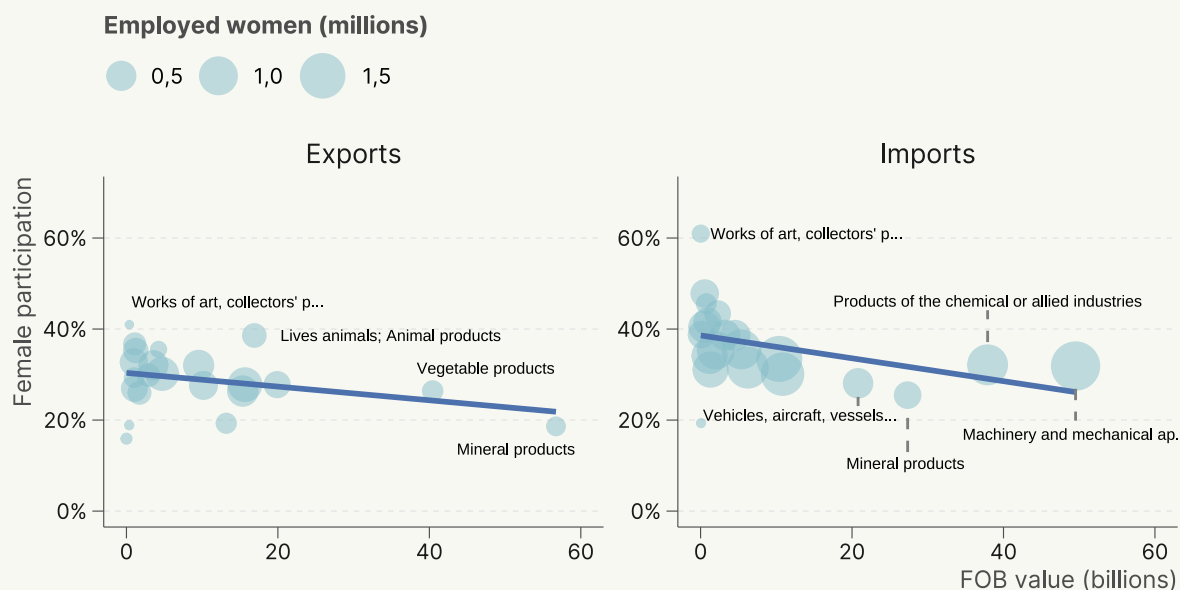 Employed women (millions)
0,5 1,0 1,5
Exports Imports
Female participation
60% 60%
Works of art, collectors' p...
Works of art, collectors' p...
Products of the chemical or allied industries
40% 40%
Lives animals; Animal products
Vegetable products
20% 20%
Vehicles, aircraft, vessels...
Machinery and mechanical ap.
Mineral products
Mineral products
0% 0%
0 20 40 60 0 20 40 60
FOB value (billions)